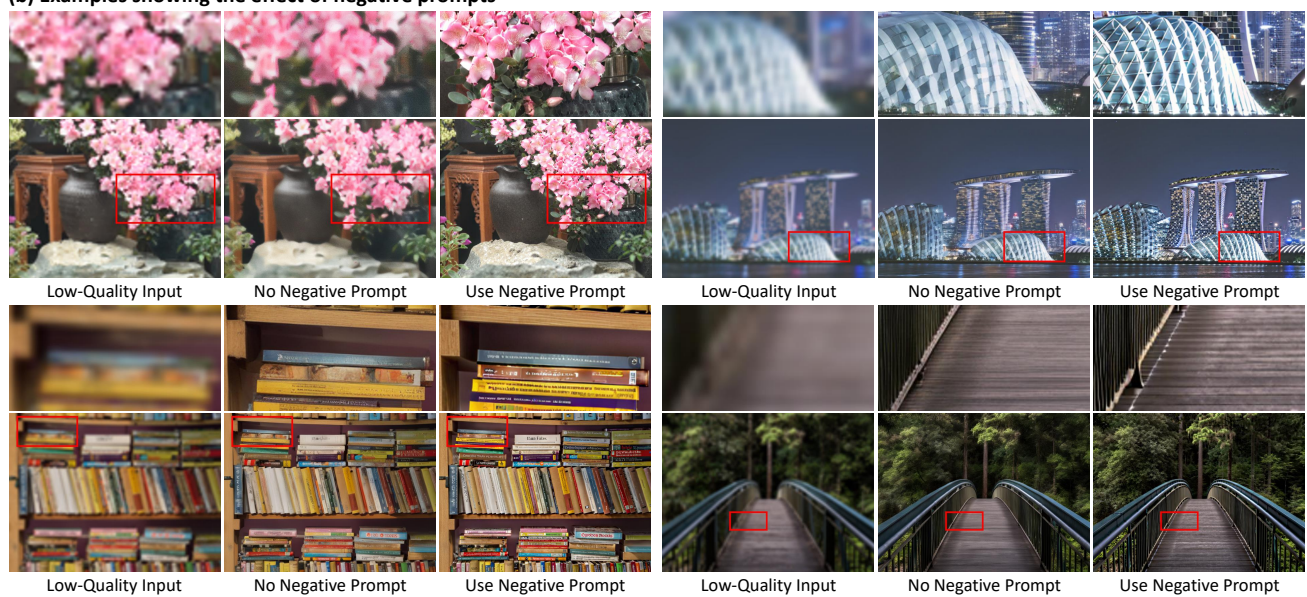 (b) Examples showing the effect of negative prompts
Low-Quality Input No Negative Prompt Use Negative Prompt Low-Quality Input No Negative Prompt Use Negative Prompt
Low-Quality Input No Negative Prompt Use Negative Prompt Low-Quality Input No Negative Prompt Use Negative Prompt